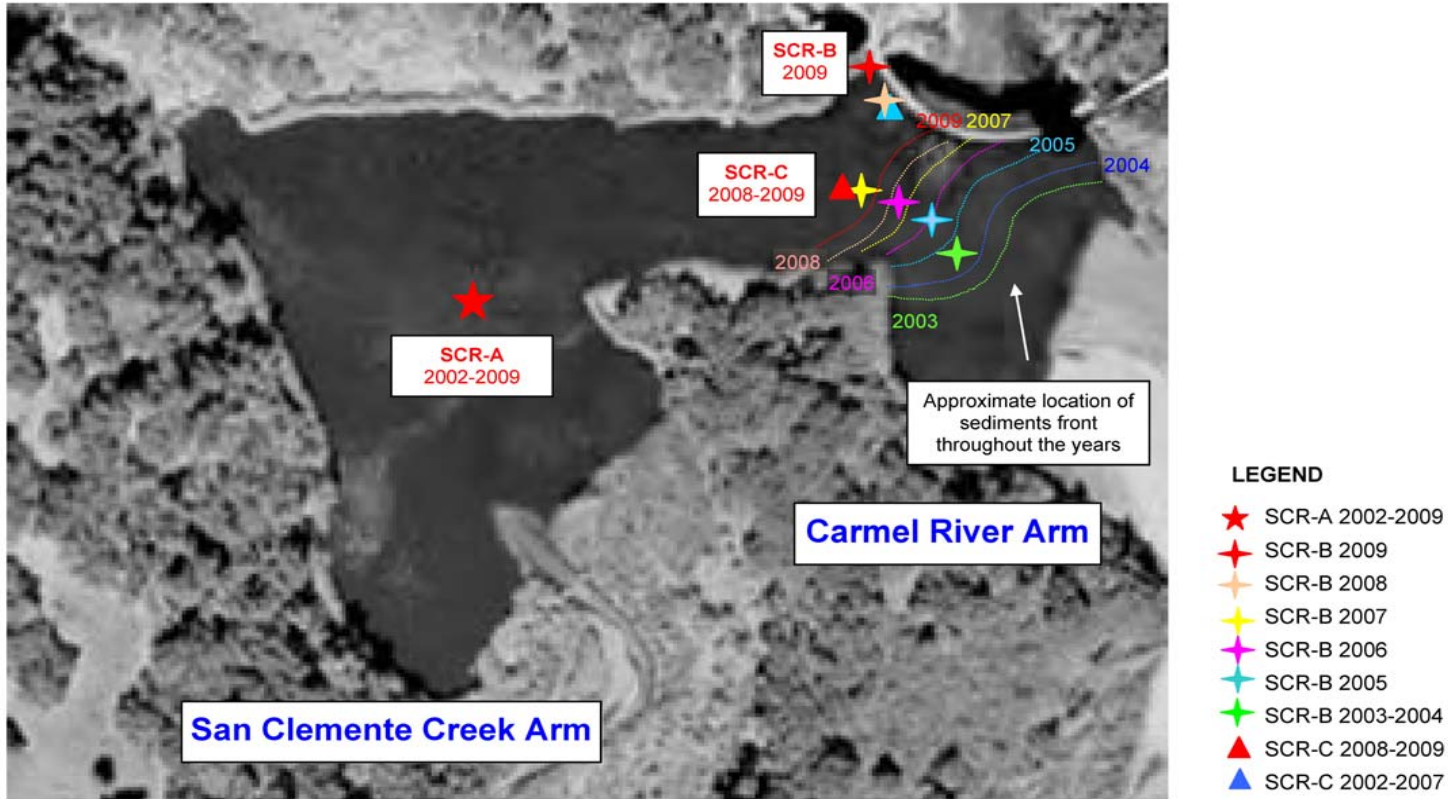 SCR-B
2009
2009
2007
2005
2004
SCR-C
2008-2009
2008
2006
2003
SCR-A
2002-2009
Approximate location of
sediments front
throughout the years
Carmel River Arm
San Clemente Creek Arm
LEGEND
SCR-A 2002-2009
SCR-B 2009
SCR-B 2008
SCR-B 2007
SCR-B 2006
SCR-B 2005
SCR-B 2003-2004
SCR-C 2008-2009
SCR-C 2002-2007